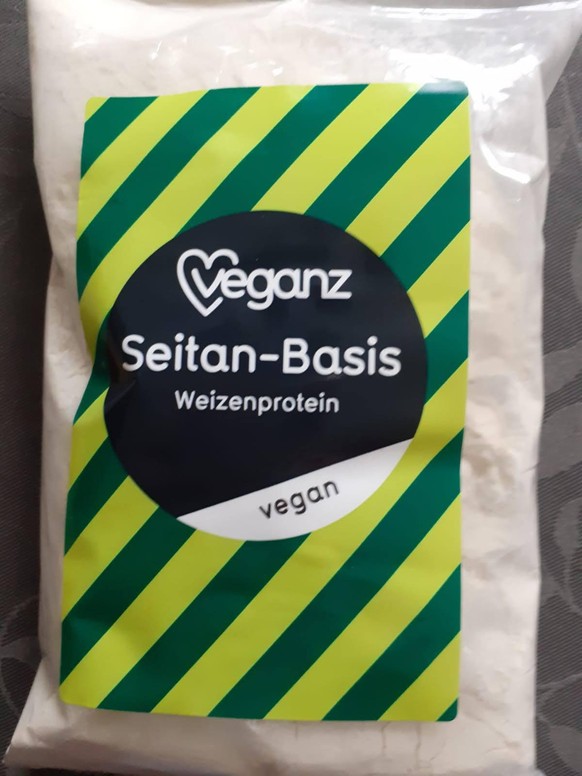 veganz
Seitan-Basis
Weizenprotein
vegan